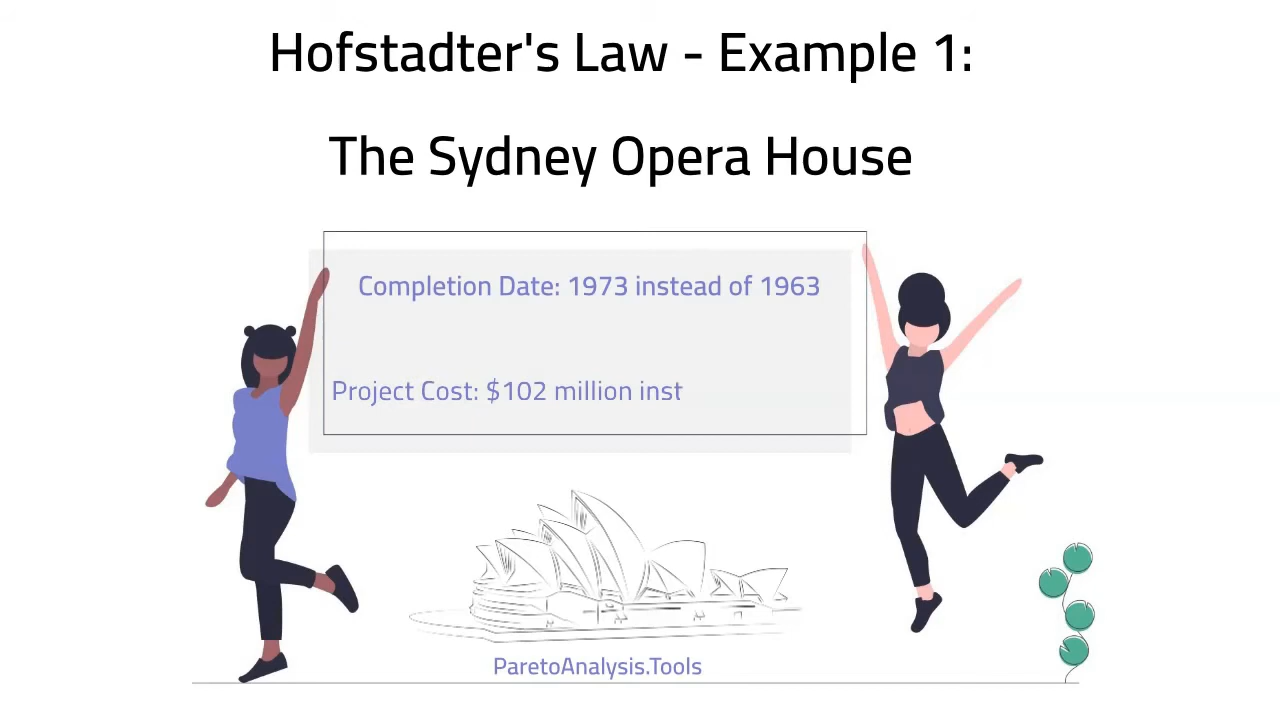 Hofstadter's Law - Example 1:
The Sydney Opera House
Completion Date: 1973 instead of 1963
Project Cost: $102 million inst
ParetoAnalysis.Tools